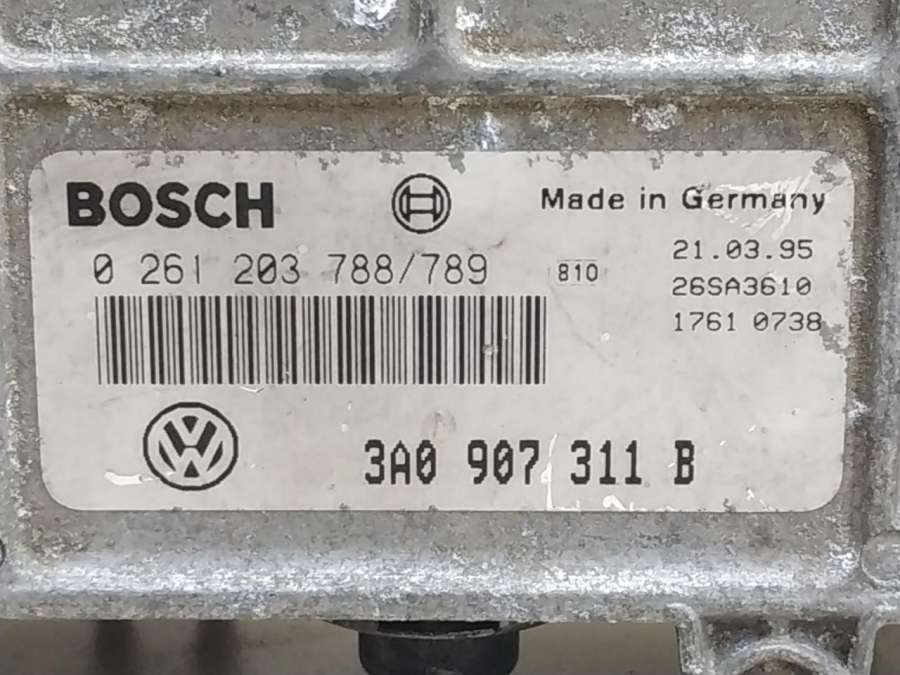 BOSCH
Made in Germany
0 261 203 788/789
810
21.03.95
26SA3610
1761 0738
VW
3A0 907 311 B